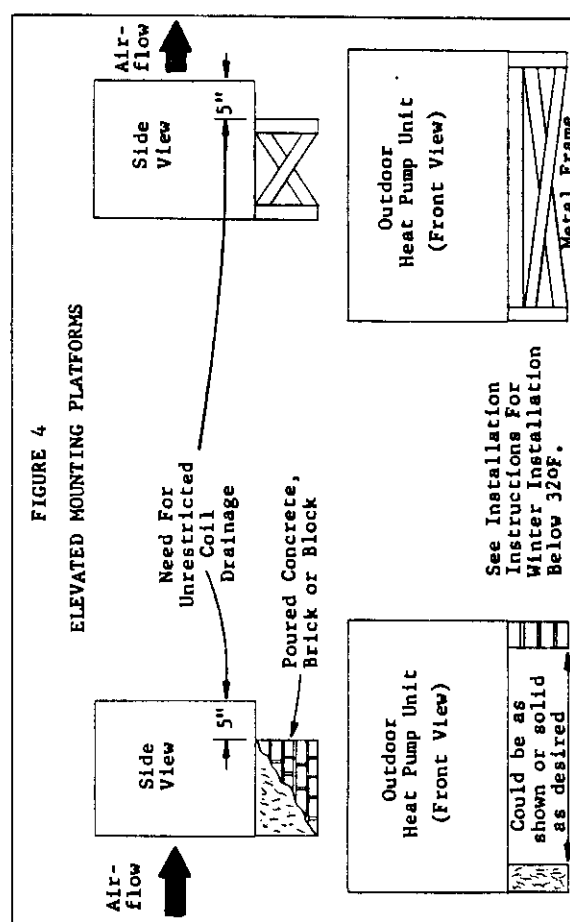 FIGURE 4
ELEVATED MOUNTING PLATFORMS
Air-
flow
Side
View
5"
Need For
Unrestricted
Coil
Drainage
Side
View
5"
Air-
flow
Poured Concrete,
Brick or Block
Outdoor
Heat Pump Unit
(Front View)
Could be as
shown or solid
as desired
See Installation
Instructions For
Winter Installation
Below 32oF.
Outdoor
Heat Pump Unit
(Front View)
Metal Frame